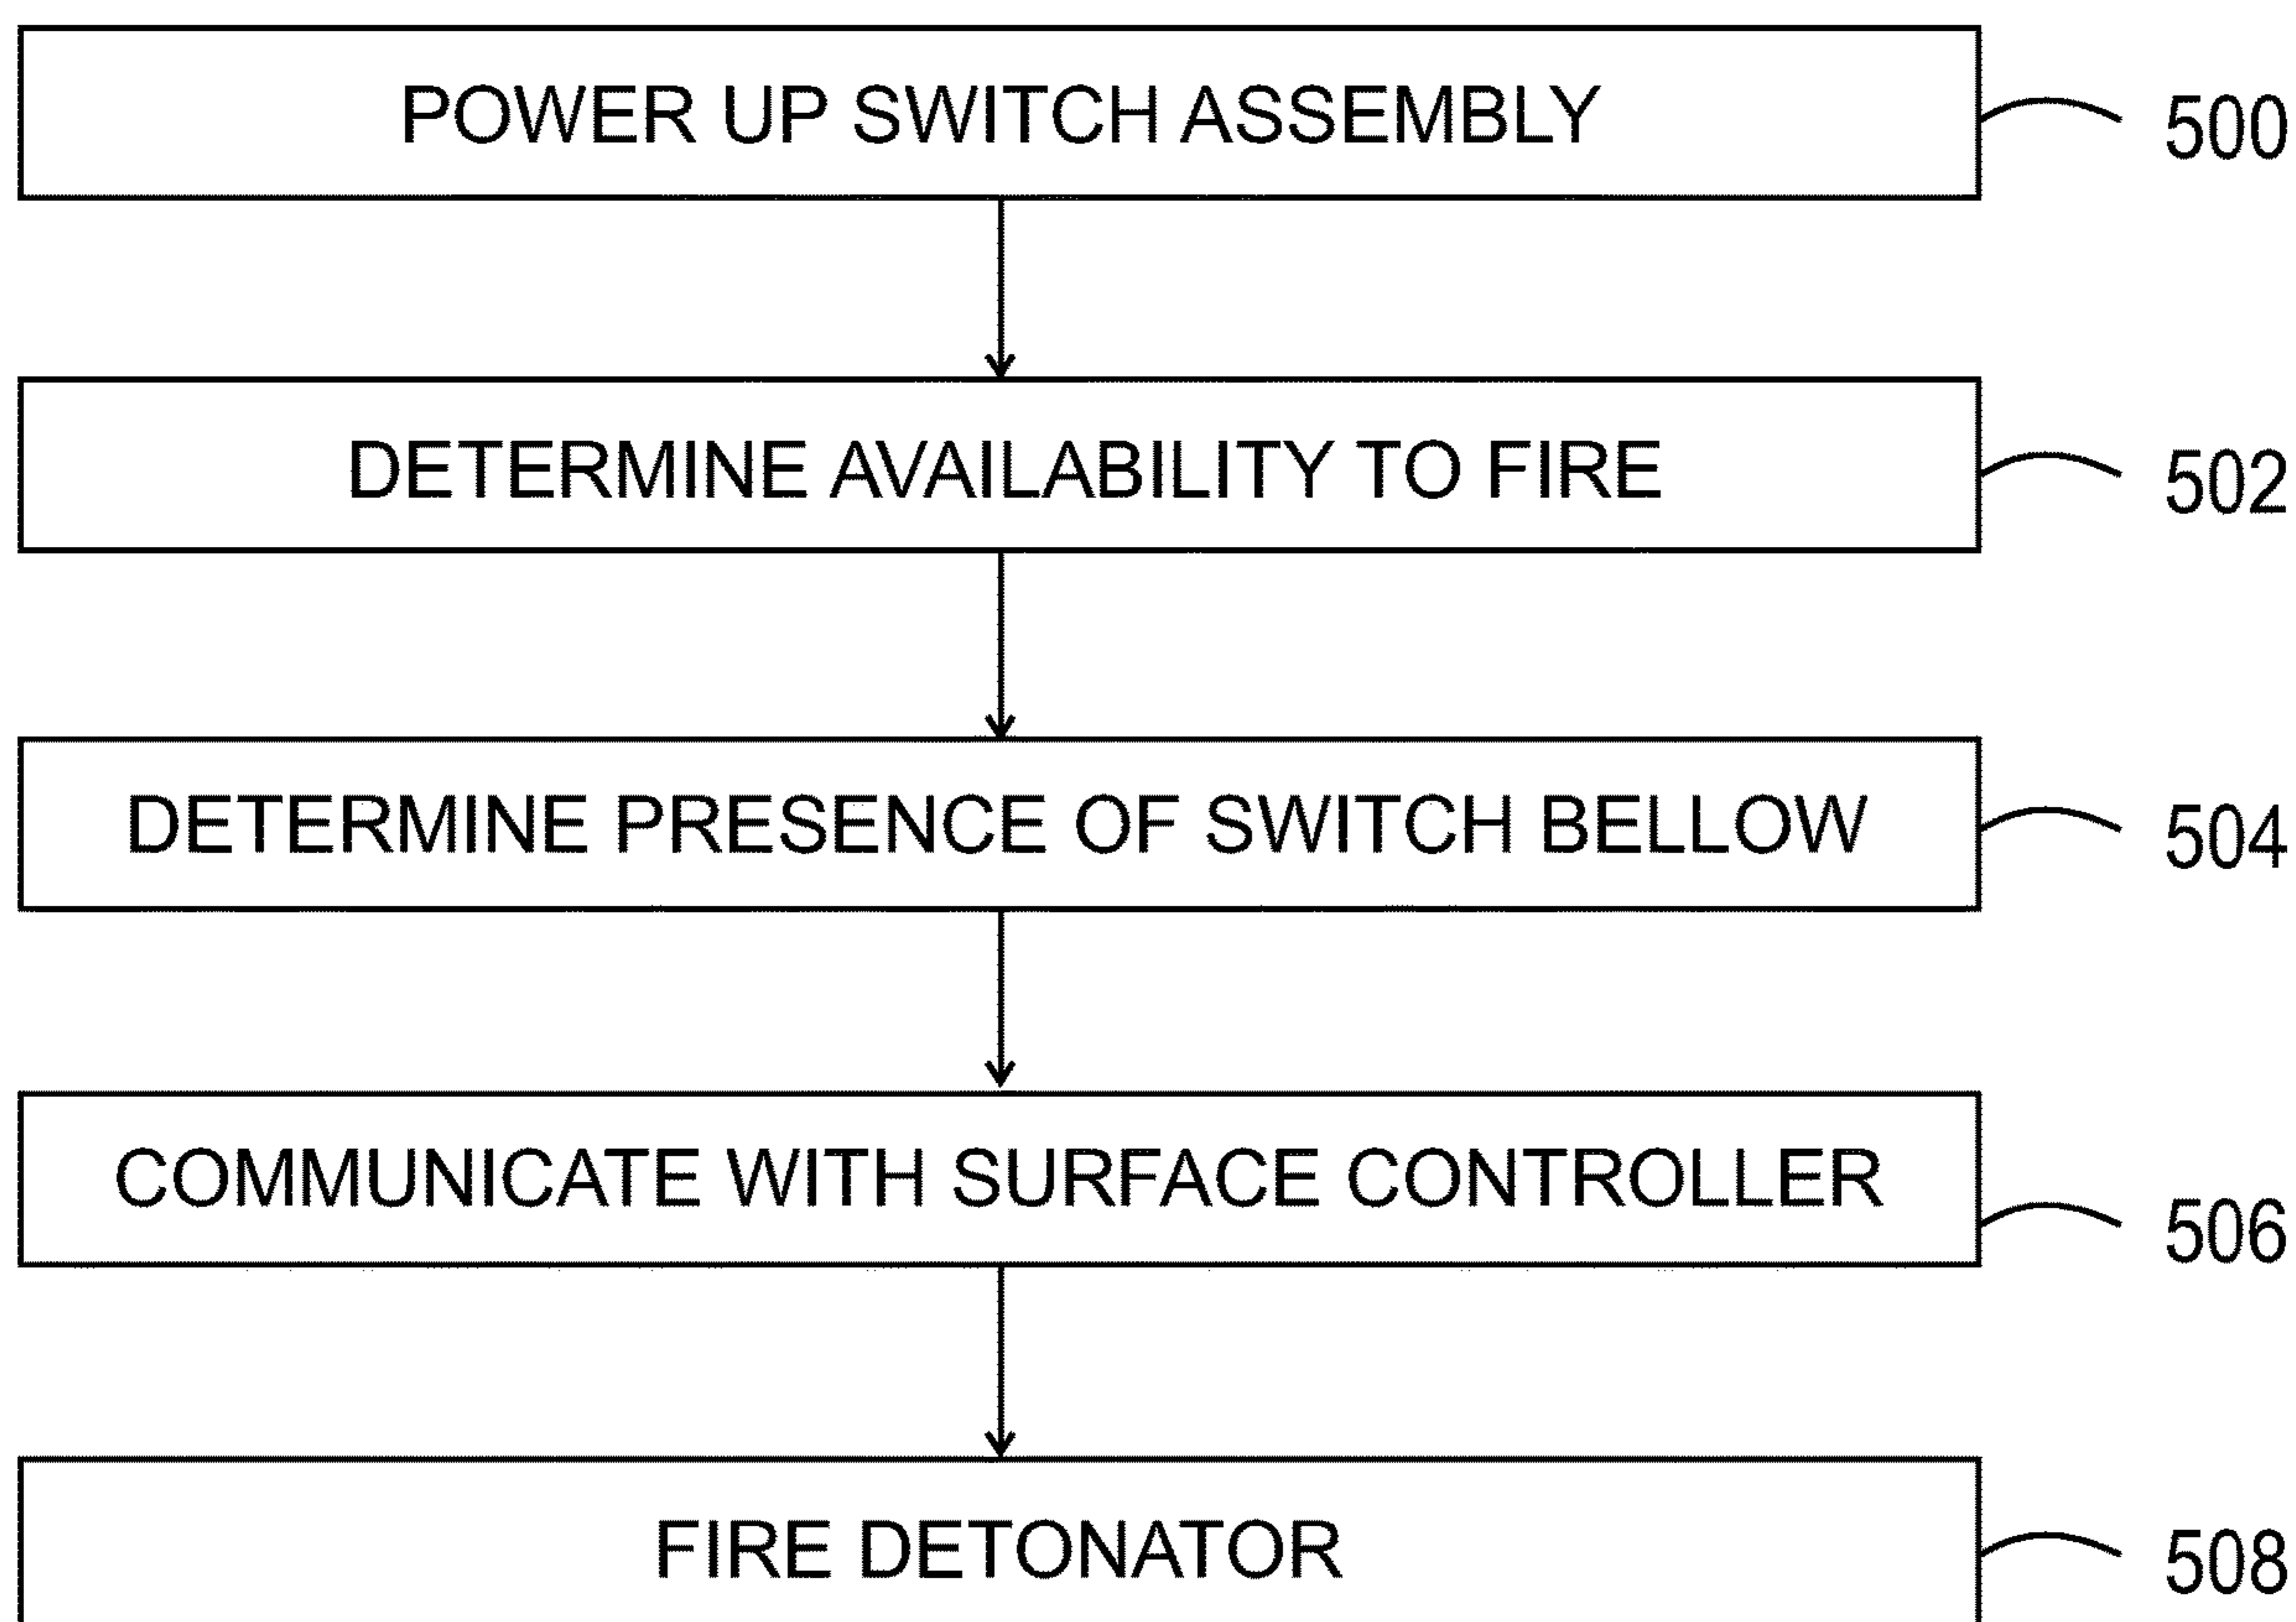 POWER UP SWITCH ASSEMBLY 500
DETERMINE AVAILABILITY TO FIRE 502
DETERMINE PRESENCE OF SWITCH BELLOW 504
COMMUNICATE WITH SURFACE CONTROLLER 506
FIRE DETONATOR 508